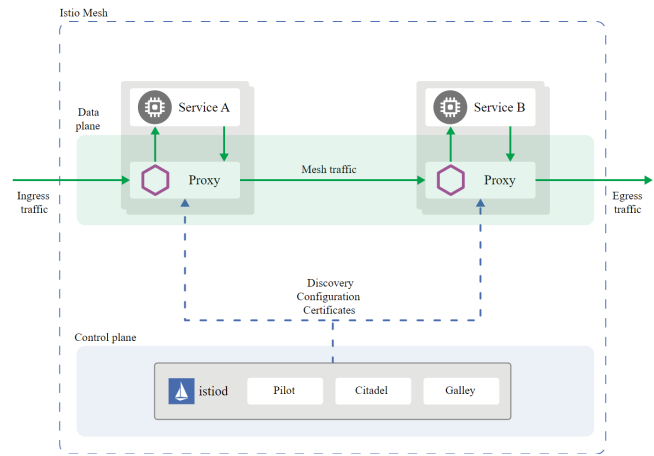 Istio Mesh
Data
plane
Service A
Service B
Proxy
Mesh traffic
Proxy
Ingress
traffic
Egress
traffic
Discovery
Configuration
Certificates
Control plane
istiod
Pilot
Citadel
Galley